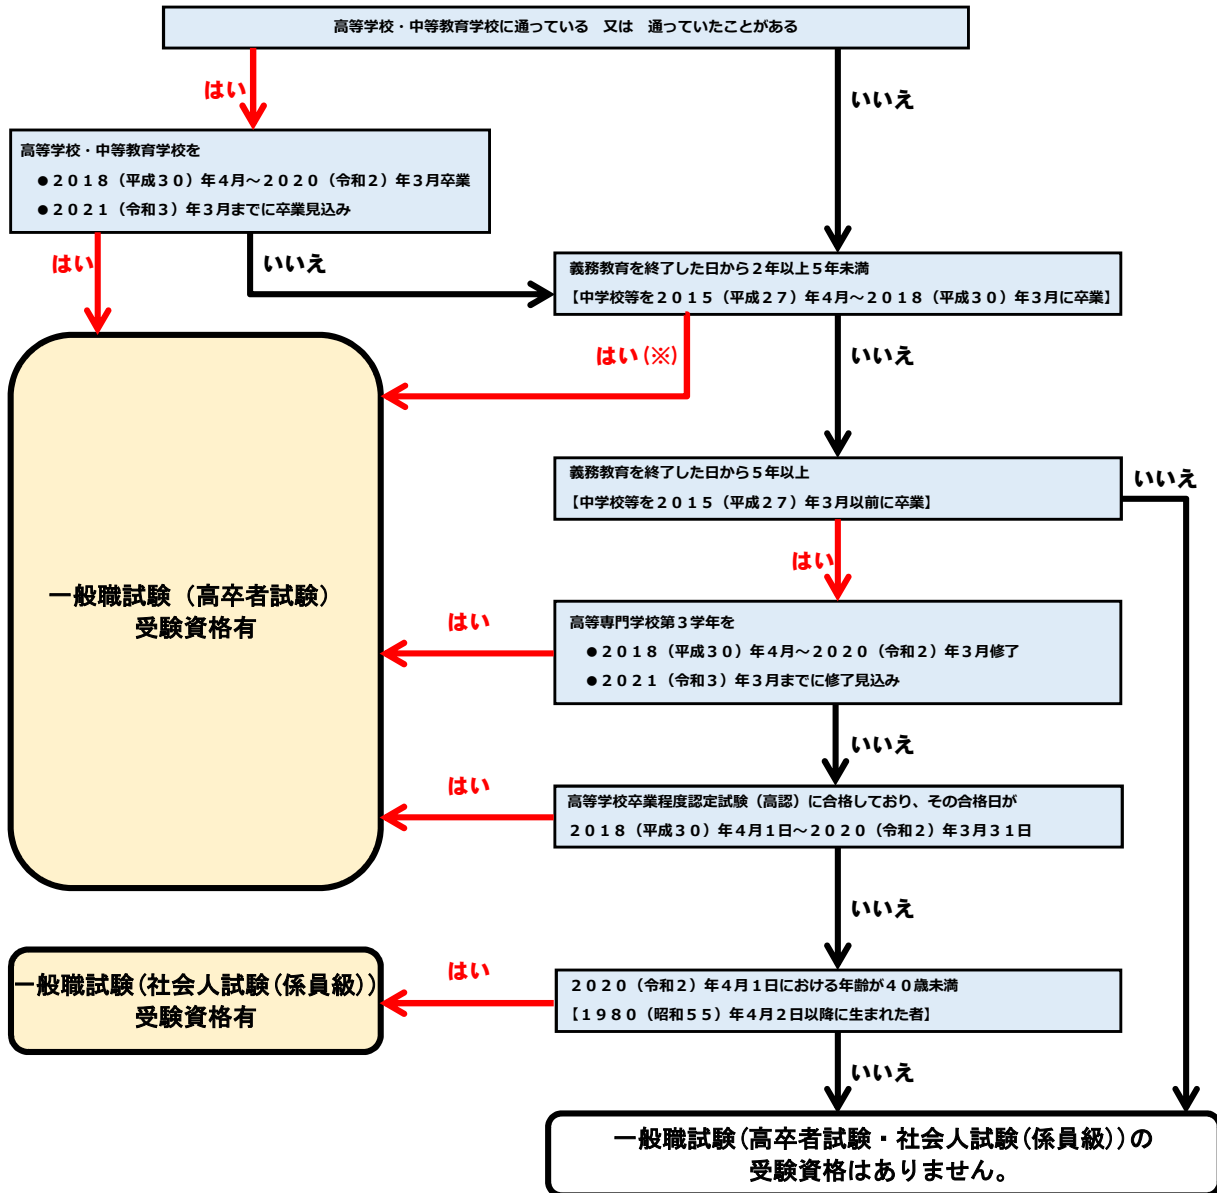 高等学校・中等教育学校に通っている　又は　通っていたことがある
はい
いいえ
高等学校・中等教育学校を
●２０１８（平成３０）年４月～２０２０（令和２）年３月卒業
●２０２１（令和３）年３月までに卒業見込み
はい
いいえ
義務教育を終了した日から２年以上５年未満
【中学校等を２０１５（平成２７）年４月～２０１８（平成３０）年３月に卒業】
はい(※)
いいえ
義務教育を終了した日から５年以上
【中学校等を２０１５（平成２７）年３月以前に卒業】
いいえ
はい
一般職試験（高卒者試験）
受験資格有
高等専門学校第３学年を
●２０１８（平成３０）年４月～２０２０（令和２）年３月修了
●２０２１（令和３）年３月までに修了見込み
はい
いいえ
高等学校卒業程度認定試験（高認）に合格しており、その合格日が
２０１８（平成３０）年４月１日～２０２０（令和２）年３月３１日
はい
いいえ
一般職試験(社会人試験(係員級))
受験資格有
はい
２０２０（令和２）年４月１日における年齢が４０歳未満
【１９８０（昭和５５）年４月２日以降に生まれた者】
いいえ
一般職試験(高卒者試験・社会人試験(係員級))の
受験資格はありません。